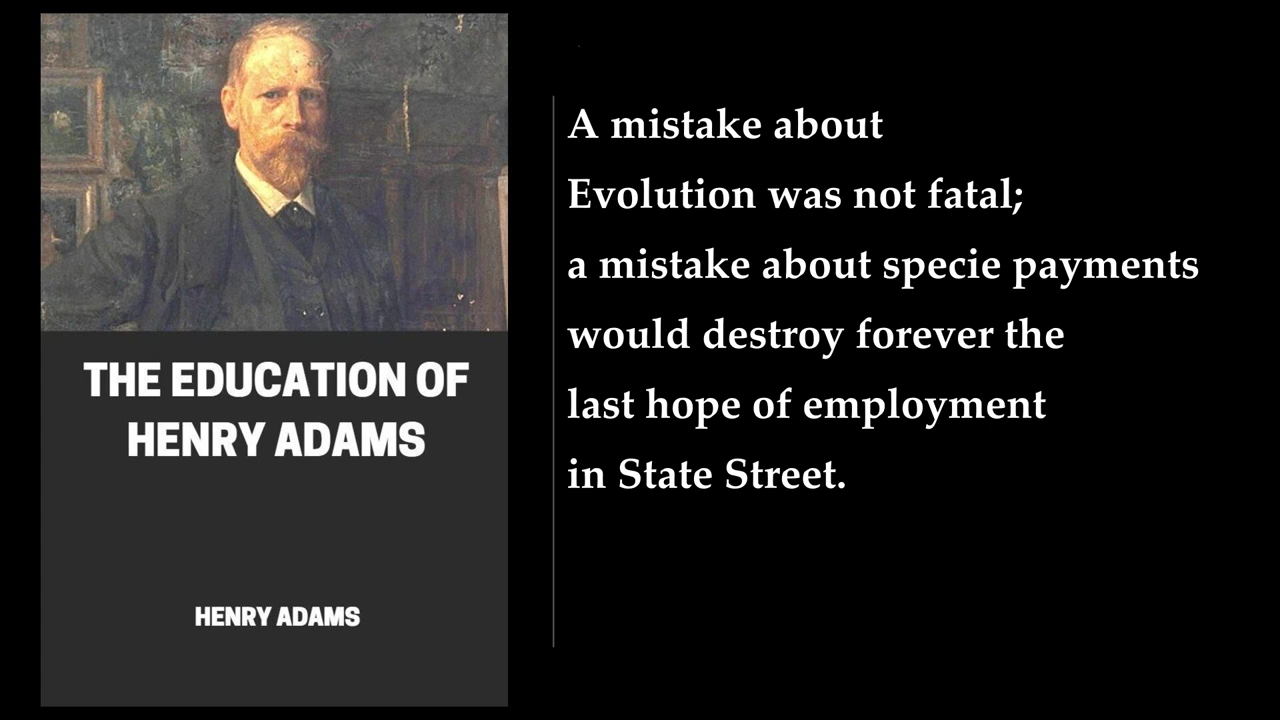 THE EDUCATION OF
HENRY ADAMS
HENRY ADAMS
A mistake about
Evolution was not fatal;
a mistake about specie payments
would destroy forever the
last hope of employment
in State Street.